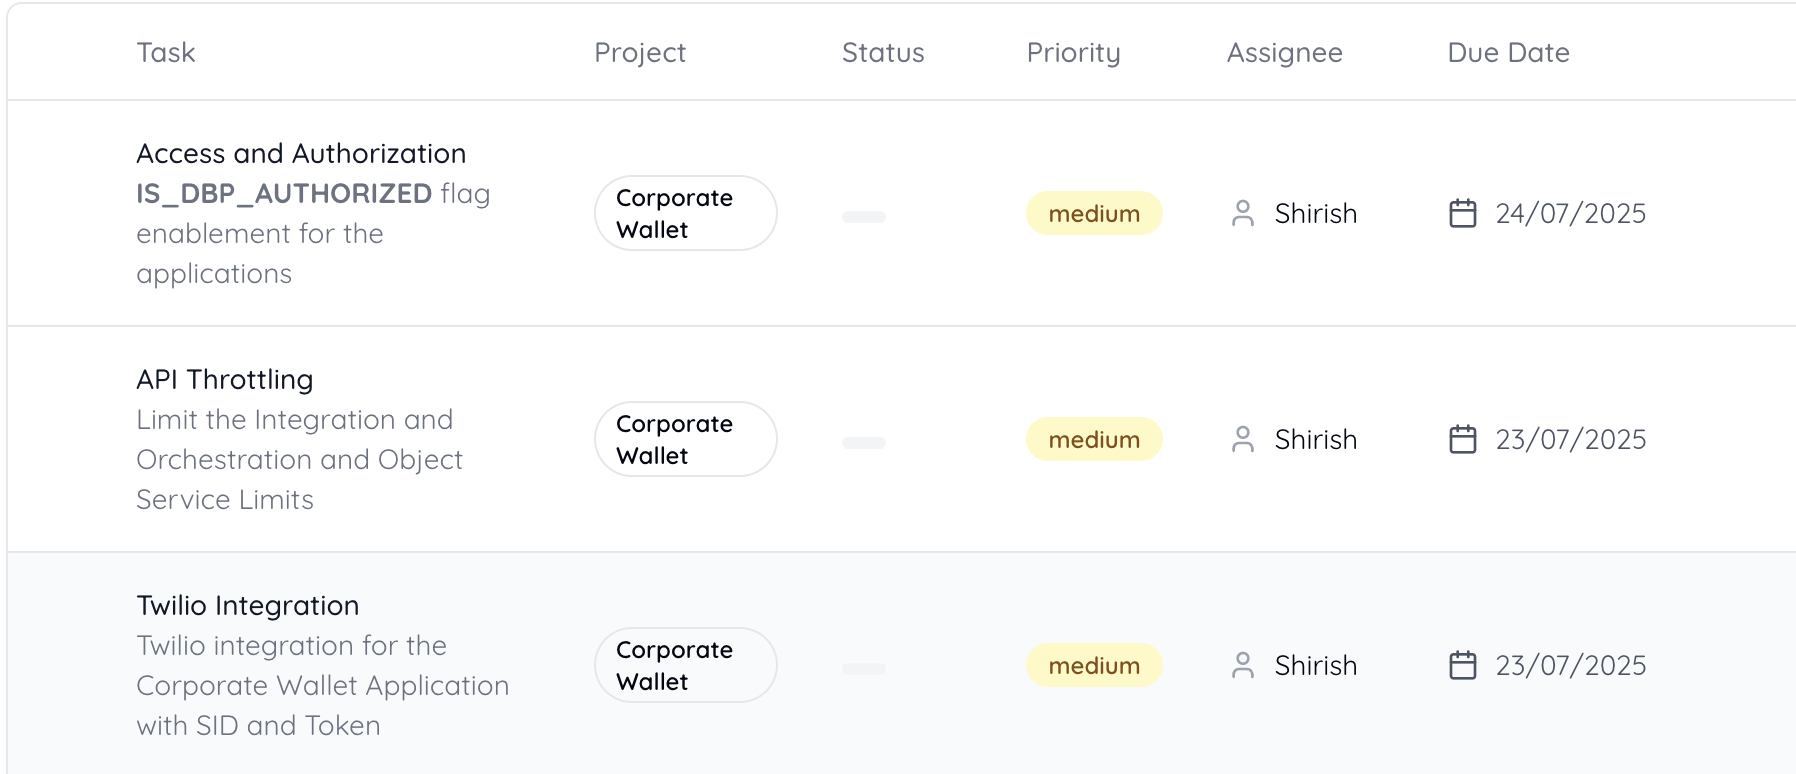 Task Project Status Priority Assignee Due Date
Access and Authorization
IS_DBP_AUTHORIZED flag
enablement for the
applications
Corporate
Wallet
medium
Shirish
24/07/2025
API Throttling
Limit the Integration and
Orchestration and Object
Service Limits
Corporate
Wallet
medium
Shirish
23/07/2025
Twilio Integration
Twilio integration for the
Corporate Wallet Application
with SID and Token
Corporate
Wallet
medium
Shirish
23/07/2025